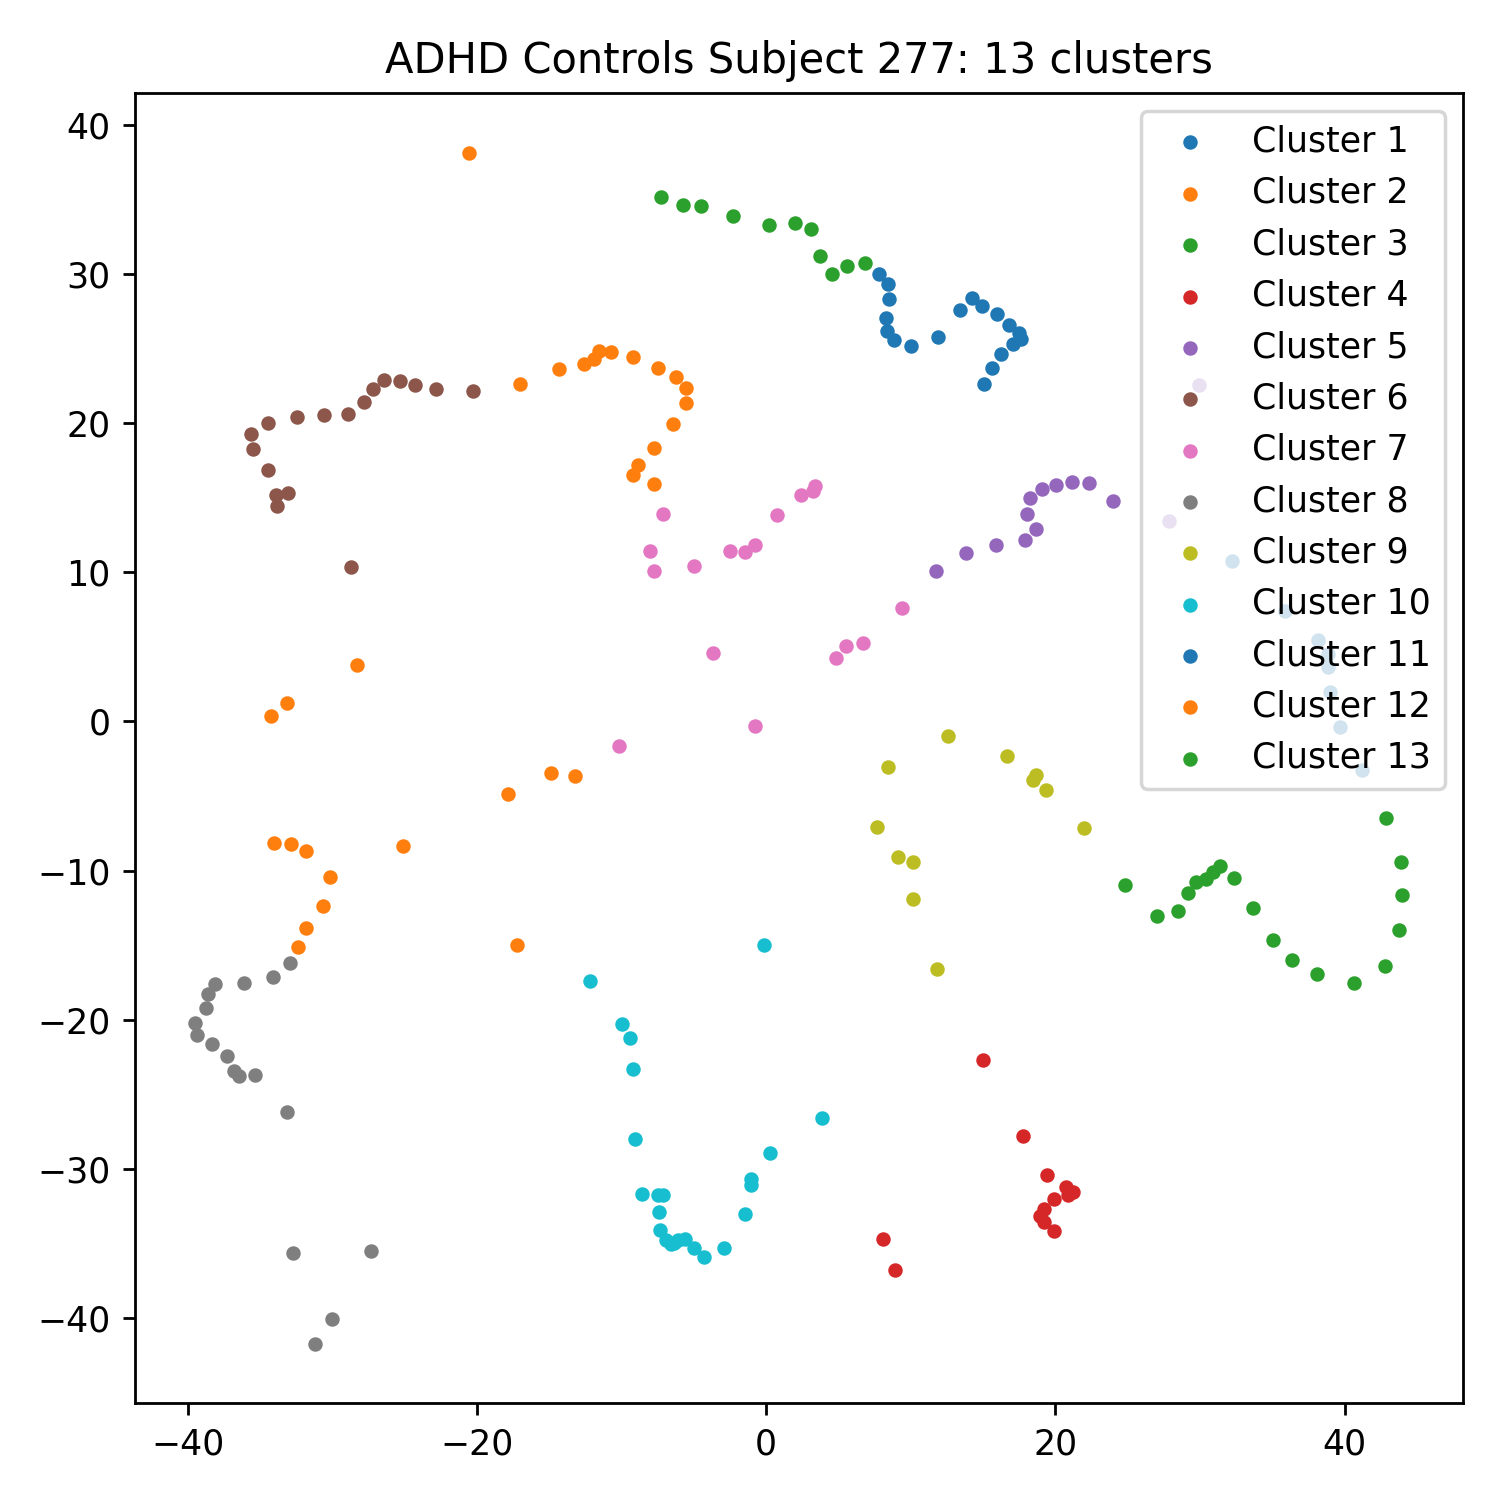 ADHD Controls Subject 277: 13 clusters
40
30
20
10
0
−10
−20
−30
−40
−40
−20
0
20
40
Cluster 1
Cluster 2
Cluster 3
Cluster 4
Cluster 5
Cluster 6
Cluster 7
Cluster 8
Cluster 9
Cluster 10
Cluster 11
Cluster 12
Cluster 13